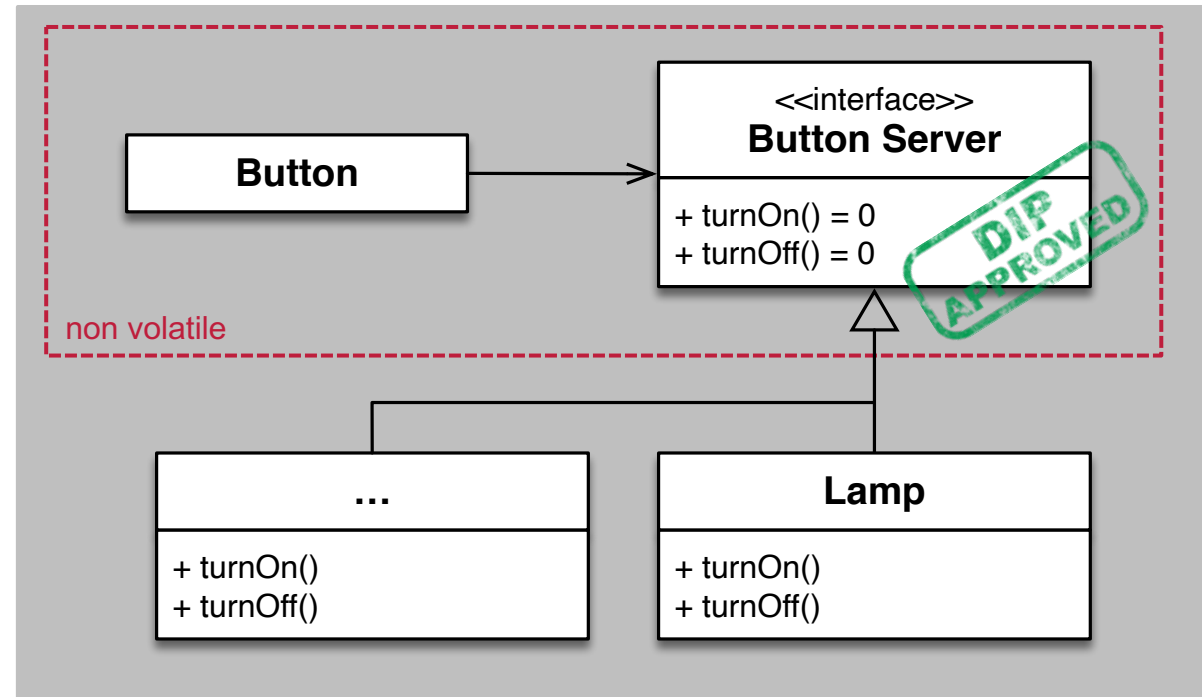 <<interface>>
Button Server
Button
+ turnOn() = 0
+ turnOff() = 0
DIP
APPROVED
non volatile
...
+ turnOn()
+ turnOff()
Lamp
+ turnOn()
+ turnOff()